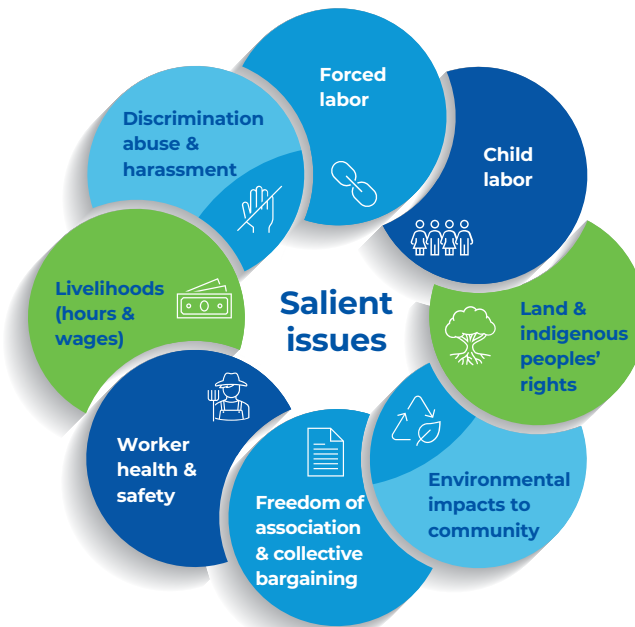 Forced
labor
Child
labor
Land &
indigenous
peoples’
rights
Environmental
impacts to
community
Freedom of
association
& collective
bargaining
Worker
health &
safety
Livelihoods
(hours &
wages)
Discrimination
abuse &
harassment
Salient
issues